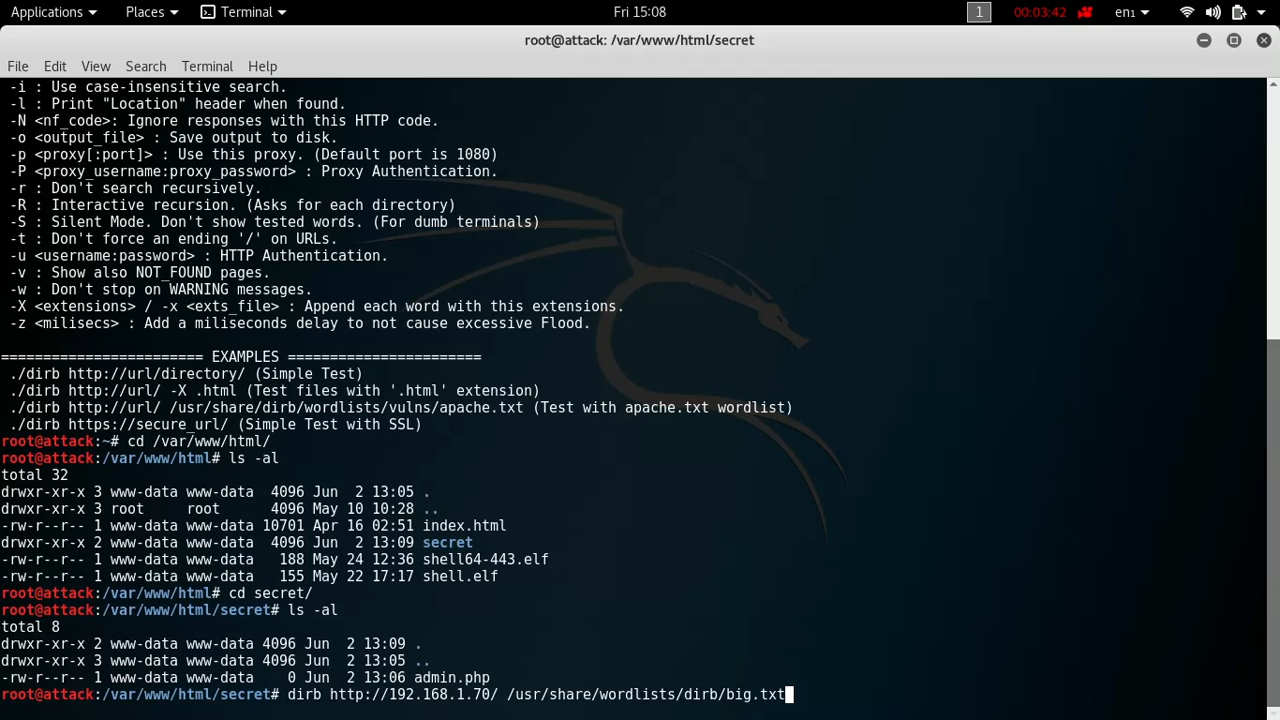 Applications Places Terminal Fri 15:08 1 00:03:42 en1
root@attack: /var/www/html/secret
File Edit View Search Terminal Help
-i : Use case-insensitive search.
-l : Print "Location" header when found.
-N <nf_code>: Ignore responses with this HTTP code.
-o <output_file> : Save output to disk.
-p <proxy[:port]> : Use this proxy. (Default port is 1080)
-P <proxy_username:proxy_password> : Proxy Authentication.
-r : Don't search recursively.
-R : Interactive recursion. (Asks for each directory)
-S : Silent Mode. Don't show tested words. (For dumb terminals)
-t : Don't force an ending '/' on URLs.
-u <username:password> : HTTP Authentication.
-v : Show also NOT_FOUND pages.
-w : Don't stop on WARNING messages.
-X <extensions> / -x <exts_file> : Append each word with this extensions.
-z <milisecs> : Add a miliseconds delay to not cause excessive Flood.
======================== EXAMPLES =======================
./dirb http://url/directory/ (Simple Test)
./dirb http://url/ -X .html (Test files with '.html' extension)
./dirb http://url/ /usr/share/dirb/wordlists/vulns/apache.txt (Test with apache.txt wordlist)
./dirb https://secure_url/ (Simple Test with SSL)
root@attack:~# cd /var/www/html/
root@attack:/var/www/html# ls -al
total 32
drwxr-xr-x 3 www-data www-data  4096 Jun  2 13:05 .
drwxr-xr-x 3 root     root      4096 May 10 10:28 ..
-rw-r--r-- 1 www-data www-data 10701 Apr 16 02:51 index.html
drwxr-xr-x 2 www-data www-data  4096 Jun  2 13:09 secret
-rw-r--r-- 1 www-data www-data   188 May 24 12:36 shell64-443.elf
-rw-r--r-- 1 www-data www-data   155 May 22 17:17 shell.elf
root@attack:/var/www/html# cd secret/
root@attack:/var/www/html/secret# ls -al
total 8
drwxr-xr-x 2 www-data www-data 4096 Jun  2 13:09 .
drwxr-xr-x 3 www-data www-data 4096 Jun  2 13:05 ..
-rw-r--r-- 1 www-data www-data    0 Jun  2 13:06 admin.php
root@attack:/var/www/html/secret# dirb http://192.168.1.70/ /usr/share/wordlists/dirb/big.txt